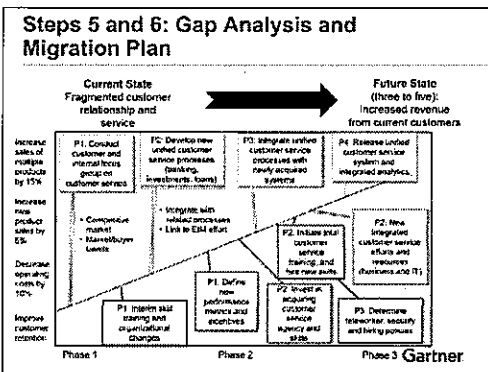 Steps 5 and 6: Gap Analysis and
Migration Plan
Current State
Fragmented customer
relationship and
service
Future State
(three to five):
Increased revenue
from current customers
Increase
sales of
multiple
products
by 15%
Increase
new
product
sales by
5%
Decrease
operating
costs by
10%
Improve
customer
retention
P1: Conduct
customer and
internal focus
group on
customer service
P2: Develop new
unified customer
service processes
(banking,
investments, loans)
P3: Integrate unified
customer service
processes with
newly acquired
systems
P4: Release unified
customer service
system and
integrated analytics
• Competitive
market
• Market/buyer
trends
• Integrate with
related processes
• Link to EIM effort
P2: New
integrated
customer service
efforts and
resources
(business and IT)
P2: Initiate total
customer
service
training, and
hire new skills
P1: Define
new
performance
metrics and
incentives
P1: Interim skill
training and
organizational
changes
P2: Invest in
acquiring
customer
service
agency and
skills
P3: Determine
teleworker, security
and hiring policies
Phase 1
Phase 2
Phase 3
Gartner